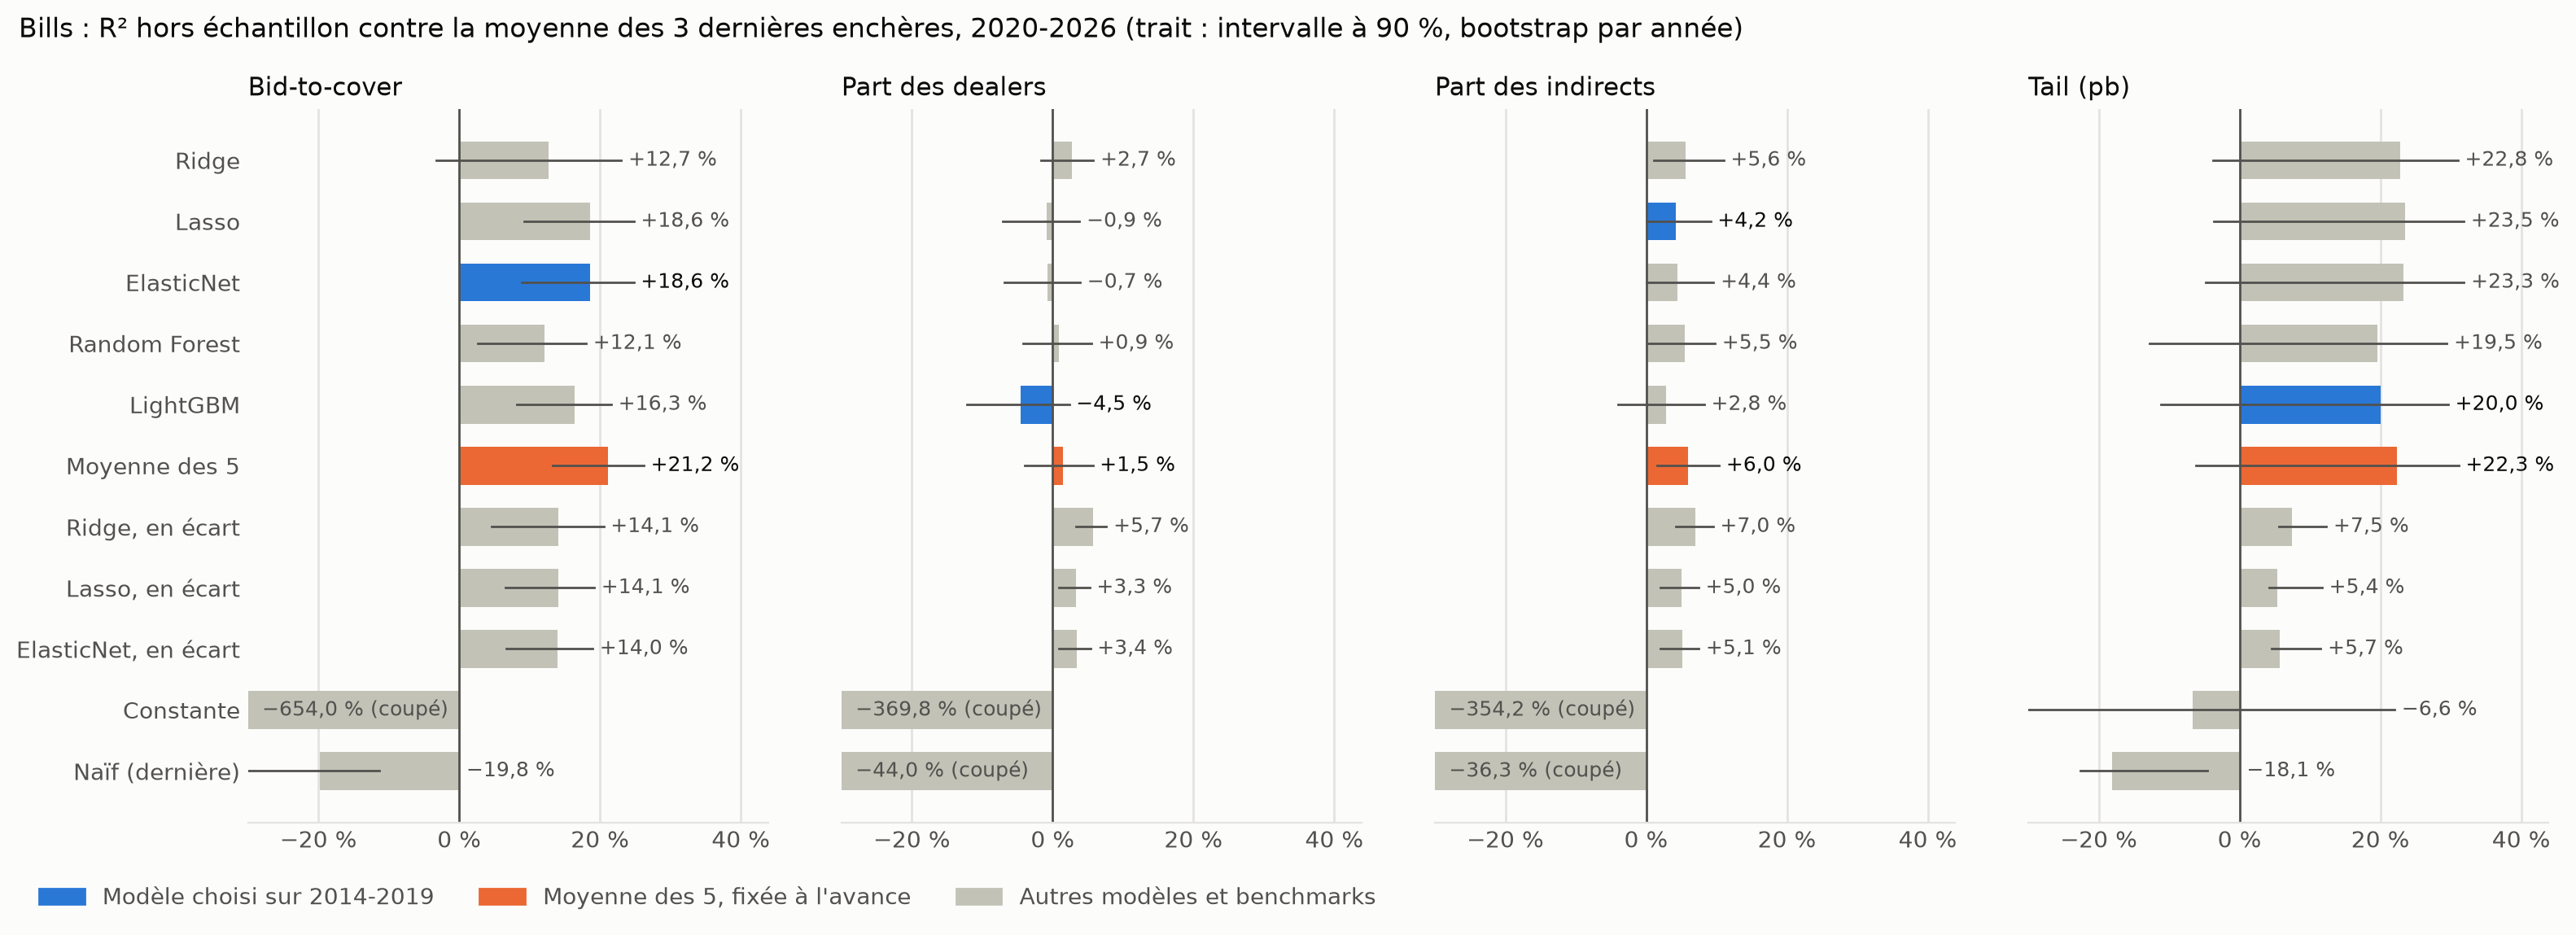 Bills : R² hors échantillon contre la moyenne des 3 dernières enchères, 2020-2026 (trait : intervalle à 90 %, bootstrap par année)
Bid-to-cover
Part des dealers
Part des indirects
Tail (pb)
Ridge +12,7 % +2,7 % +5,6 % +22,8 %
Lasso +18,6 % −0,9 % +4,2 % +23,5 %
ElasticNet +18,6 % −0,7 % +4,4 % +23,3 %
Random Forest +12,1 % +0,9 % +5,5 % +19,5 %
LightGBM +16,3 % −4,5 % +2,8 % +20,0 %
Moyenne des 5 +21,2 % +1,5 % +6,0 % +22,3 %
Ridge, en écart +14,1 % +5,7 % +7,0 % +7,5 %
Lasso, en écart +14,1 % +3,3 % +5,0 % +5,4 %
ElasticNet, en écart +14,0 % +3,4 % +5,1 % +5,7 %
Constante −654,0 % (coupé) −369,8 % (coupé) −354,2 % (coupé) −6,6 %
Naïf (dernière) −19,8 % −44,0 % (coupé) −36,3 % (coupé) −18,1 %
−20 % 0 % 20 % 40 % −20 % 0 % 20 % 40 % −20 % 0 % 20 % 40 % −20 % 0 % 20 % 40 %
Modèle choisi sur 2014-2019
Moyenne des 5, fixée à l'avance
Autres modèles et benchmarks